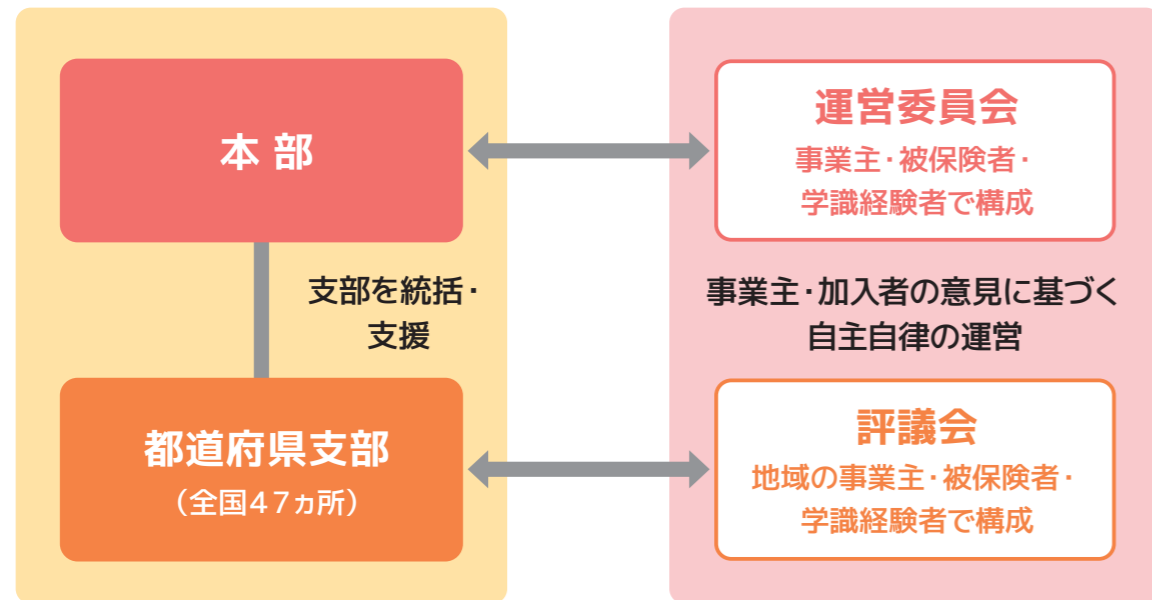 本部
運営委員会
事業主・被保険者・
学識経験者で構成
支部を統括・
支援
事業主・加入者の意見に基づく
自主自律の運営
都道府県支部
（全国47ヵ所）
評議会
地域の事業主・被保険者・
学識経験者で構成